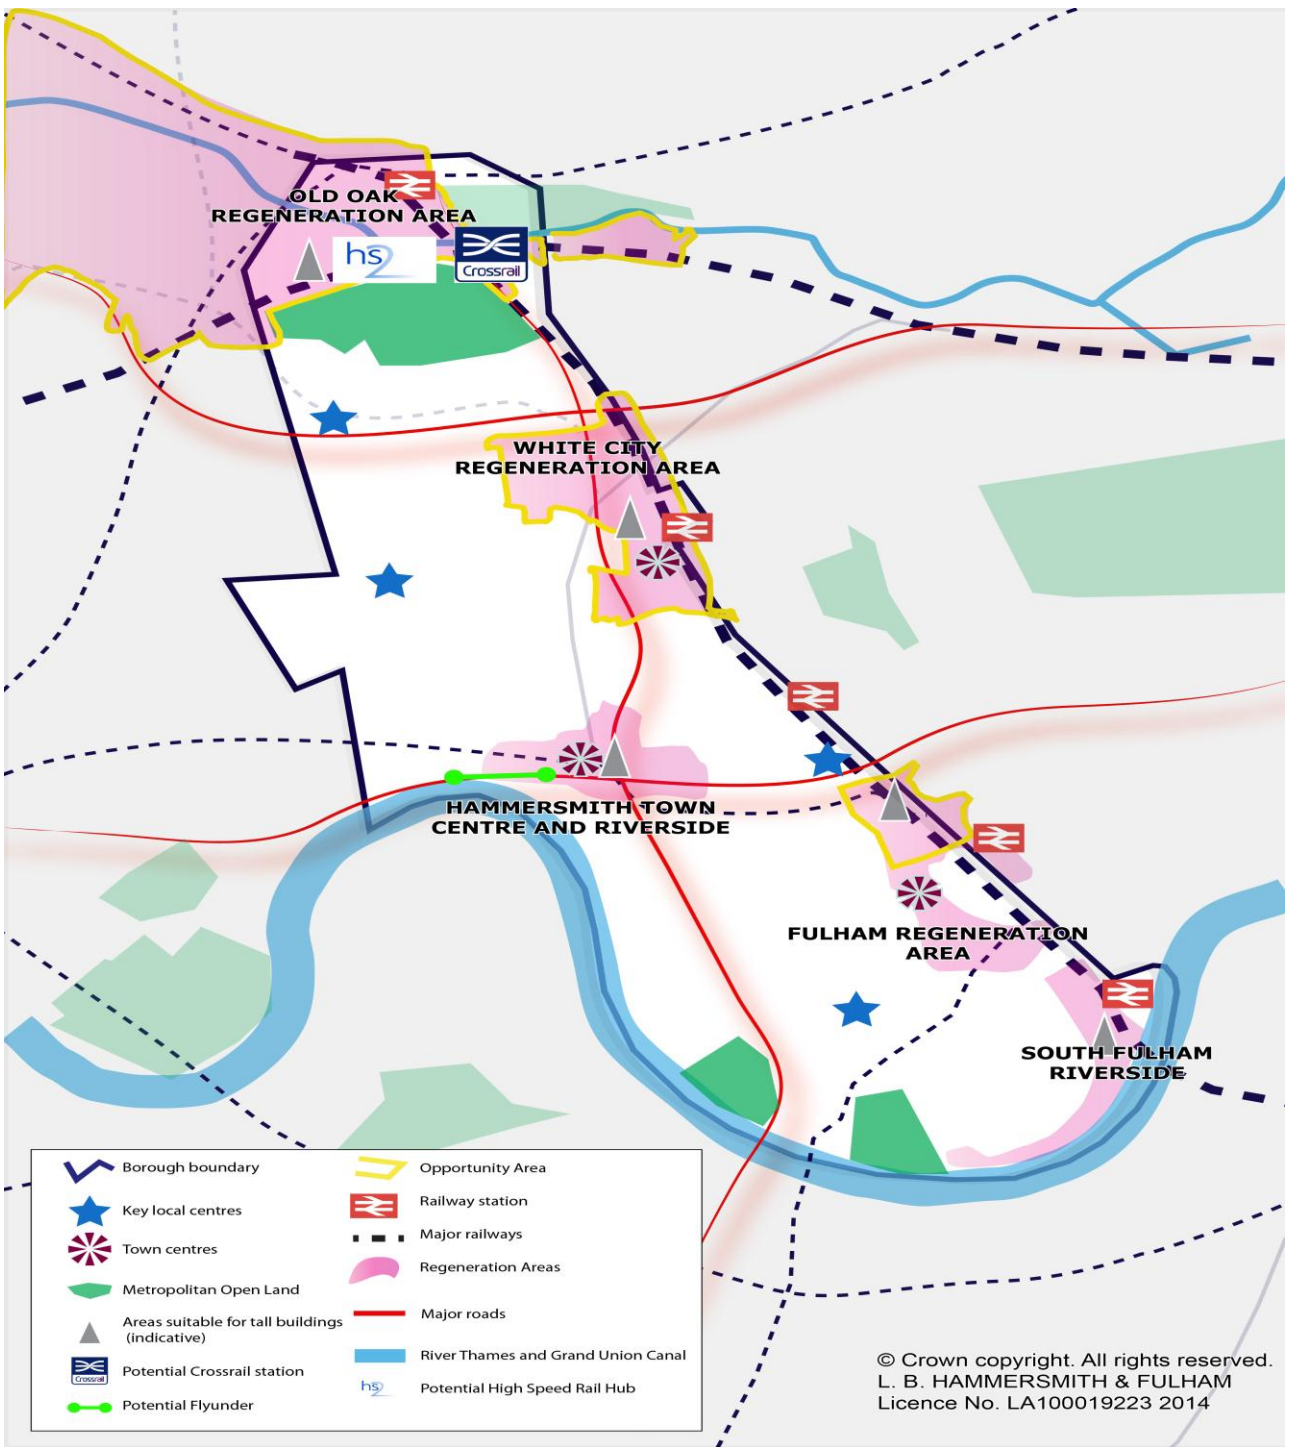 OLD OAK
REGENERATION AREA
hs2
Crossrail
WHITE CITY
REGENERATION AREA
HAMMERSMITH TOWN
CENTRE AND RIVERSIDE
FULHAM REGENERATION
AREA
SOUTH FULHAM
RIVERSIDE
Borough boundary
Key local centres
Town centres
Metropolitan Open Land
Areas suitable for tall buildings
(indicative)
Crossrail
Potential Crossrail station
Potential Flyunder
Opportunity Area
Railway station
Major railways
Regeneration Areas
Major roads
River Thames and Grand Union Canal
hs2
Potential High Speed Rail Hub
© Crown copyright. All rights reserved.
L. B. HAMMERSMITH & FULHAM
Licence No. LA100019223 2014